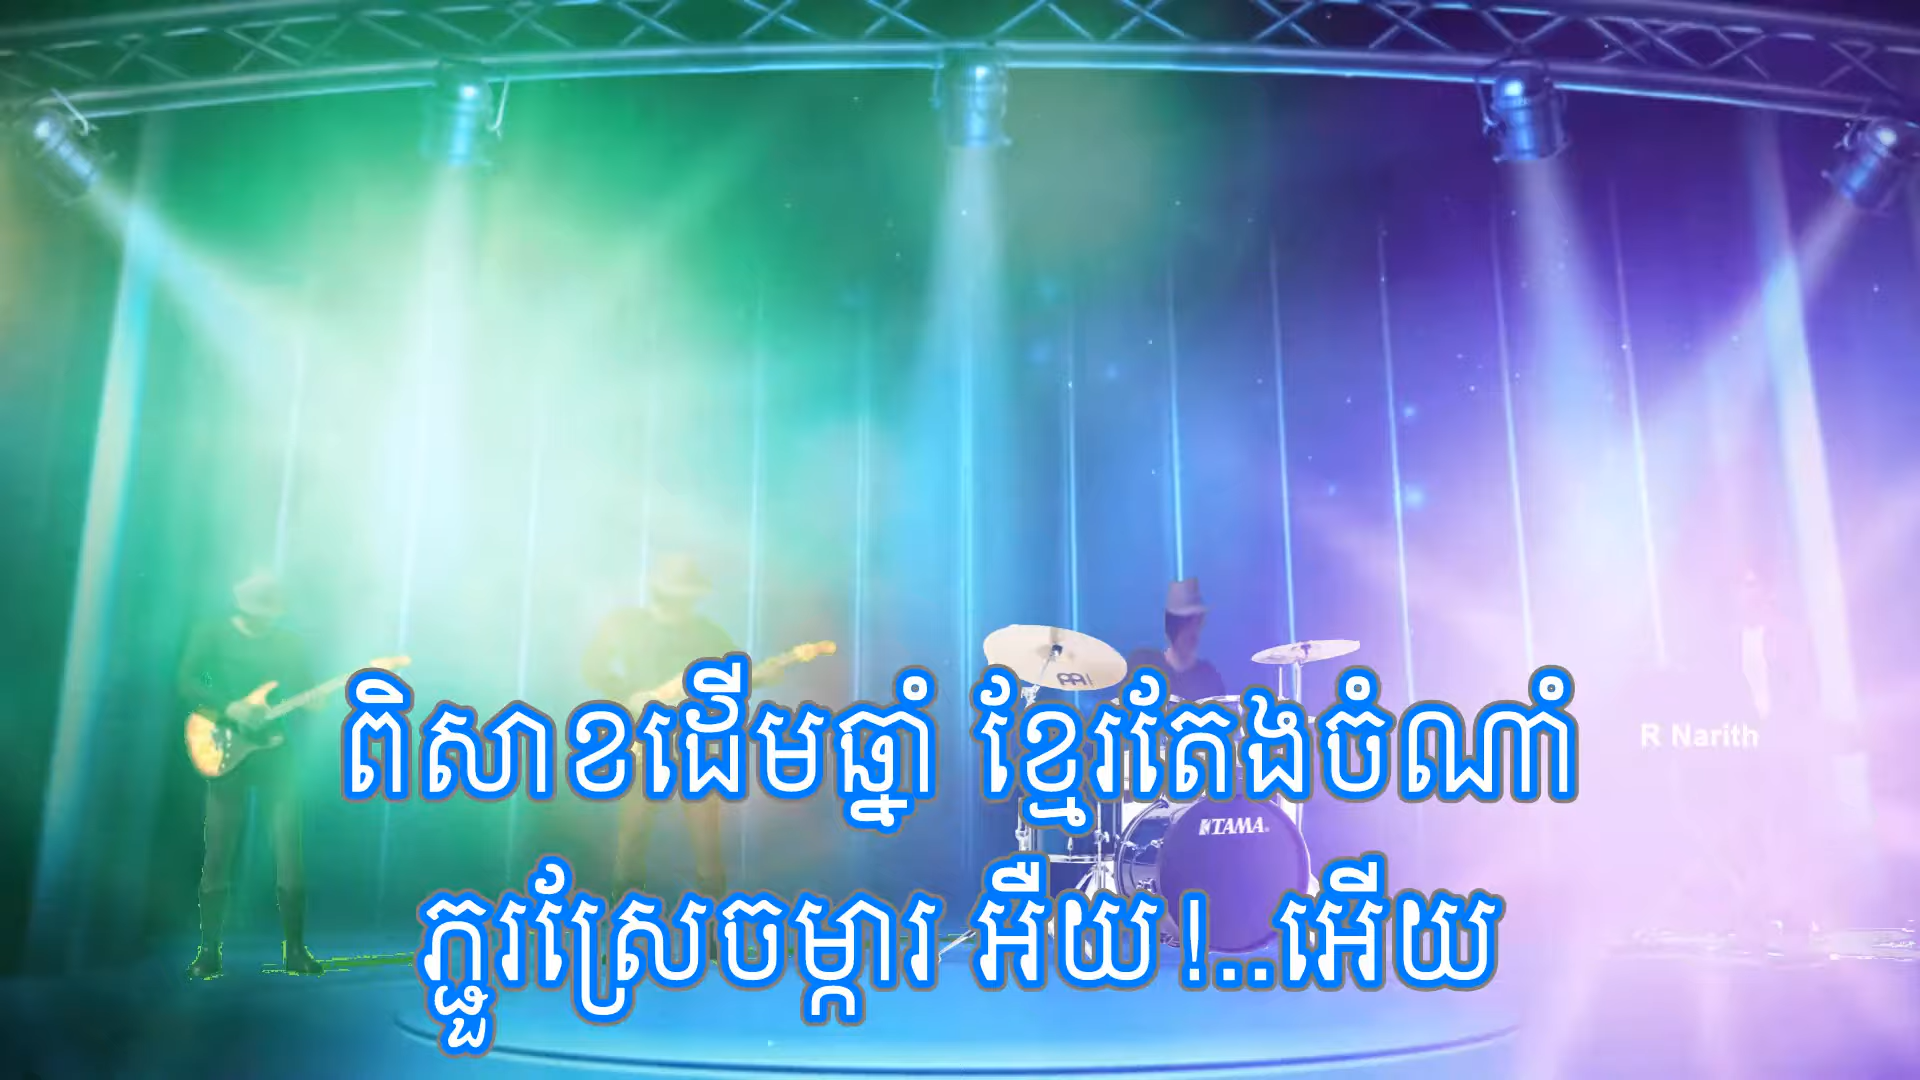 ពិសាខដើមឆ្នាំ ខ្មែរតែងចំណាំ
R Narith
TAMA
ភ្ជួរស្រែចម្ការ អឺយ!..អើយ